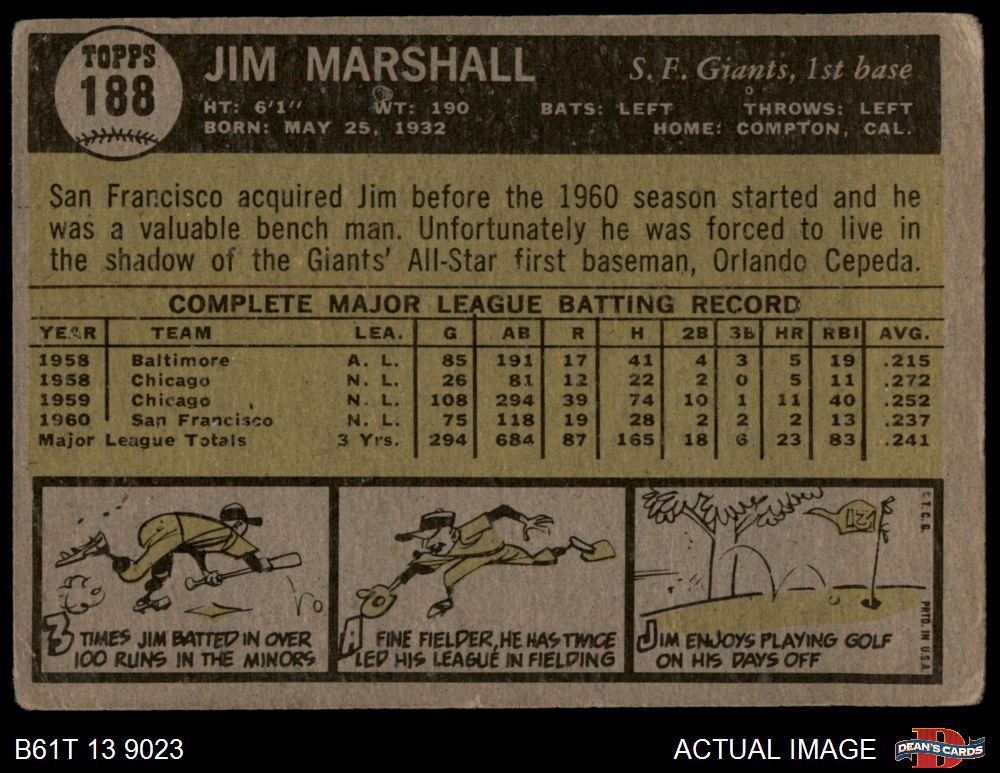 TOPPS
188
JIM MARSHALL
S. F. Giants, 1st base
HT: 6'1" WT: 190 BATS: LEFT THROWS: LEFT
BORN: MAY 25, 1932 HOME: COMPTON, CAL.
San Francisco acquired Jim before the 1960 season started and he
was a valuable bench man. Unfortunately he was forced to live in
the shadow of the Giants' All-Star first baseman, Orlando Cepeda.
COMPLETE MAJOR LEAGUE BATTING RECORD
YEAR TEAM LEA. G AB R H 2B 3B HR RBI AVG.
1958 Baltimore A. L. 85 191 17 41 4 3 5 19 .215
1958 Chicago N. L. 26 81 12 22 2 0 5 11 .272
1959 Chicago N. L. 108 294 39 74 10 1 11 40 .252
1960 San Francisco N. L. 75 118 19 28 2 2 2 13 .237
Major League Totals 3 Yrs. 294 684 87 165 18 6 23 83 .241
3 TIMES JIM BATTED IN OVER
100 RUNS IN THE MINORS
A FINE FIELDER, HE HAS TWICE
LED HIS LEAGUE IN FIELDING
121
JIM ENJOYS PLAYING GOLF
ON HIS DAYS OFF
© T. C. G.
PRTD. IN U.S.A.
B61T 13 9023
ACTUAL IMAGE
D
DEAN'S CARDS